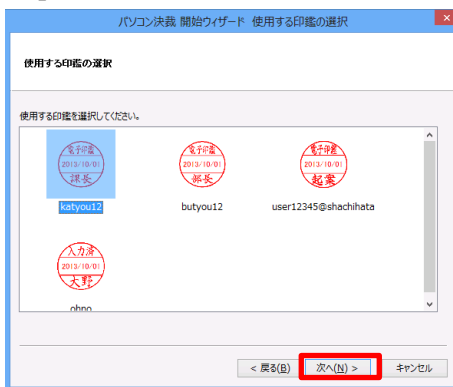 パソコン決裁 開始ウィザード 使用する印鑑の選択
×
使用する印鑑の選択
使用する印鑑を選択してください。
電子印鑑
2013/10/01
課長
電子印鑑
2013/10/01
部長
電子印鑑
2013/10/01
起案
katyou12
butyou12
user12345@shachihata
入力済
2013/10/01
大野
ohno
< 戻る(B)
次へ(N) >
キャンセル